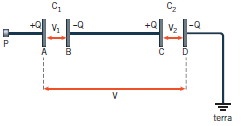 C₁ C₂
+Q V₁ −Q +Q V₂ −Q
P A B C D
V
terra